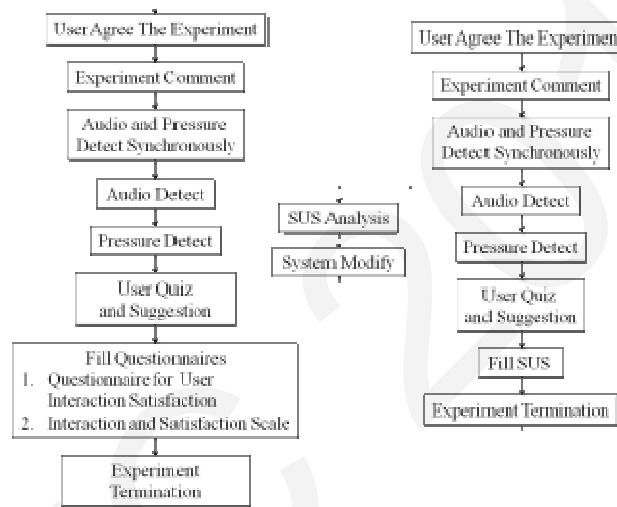 User Agree The Experiment
Experiment Comment
Audio and Pressure
Detect Synchronously
Audio Detect
Pressure Detect
User Quiz
and Suggestion
Fill Questionnaires
1. Questionnaire for User
Interaction Satisfaction
2. Interaction and Satisfaction Scale
Experiment
Termination
SUS Analysis
System Modify
User Agree The Experimen
Experiment Comment
Audio and Pressure
Detect Synchronously
Audio Detect
Pressure Detect
User Quiz
and Suggestion
Fill SUS
Experiment Termination